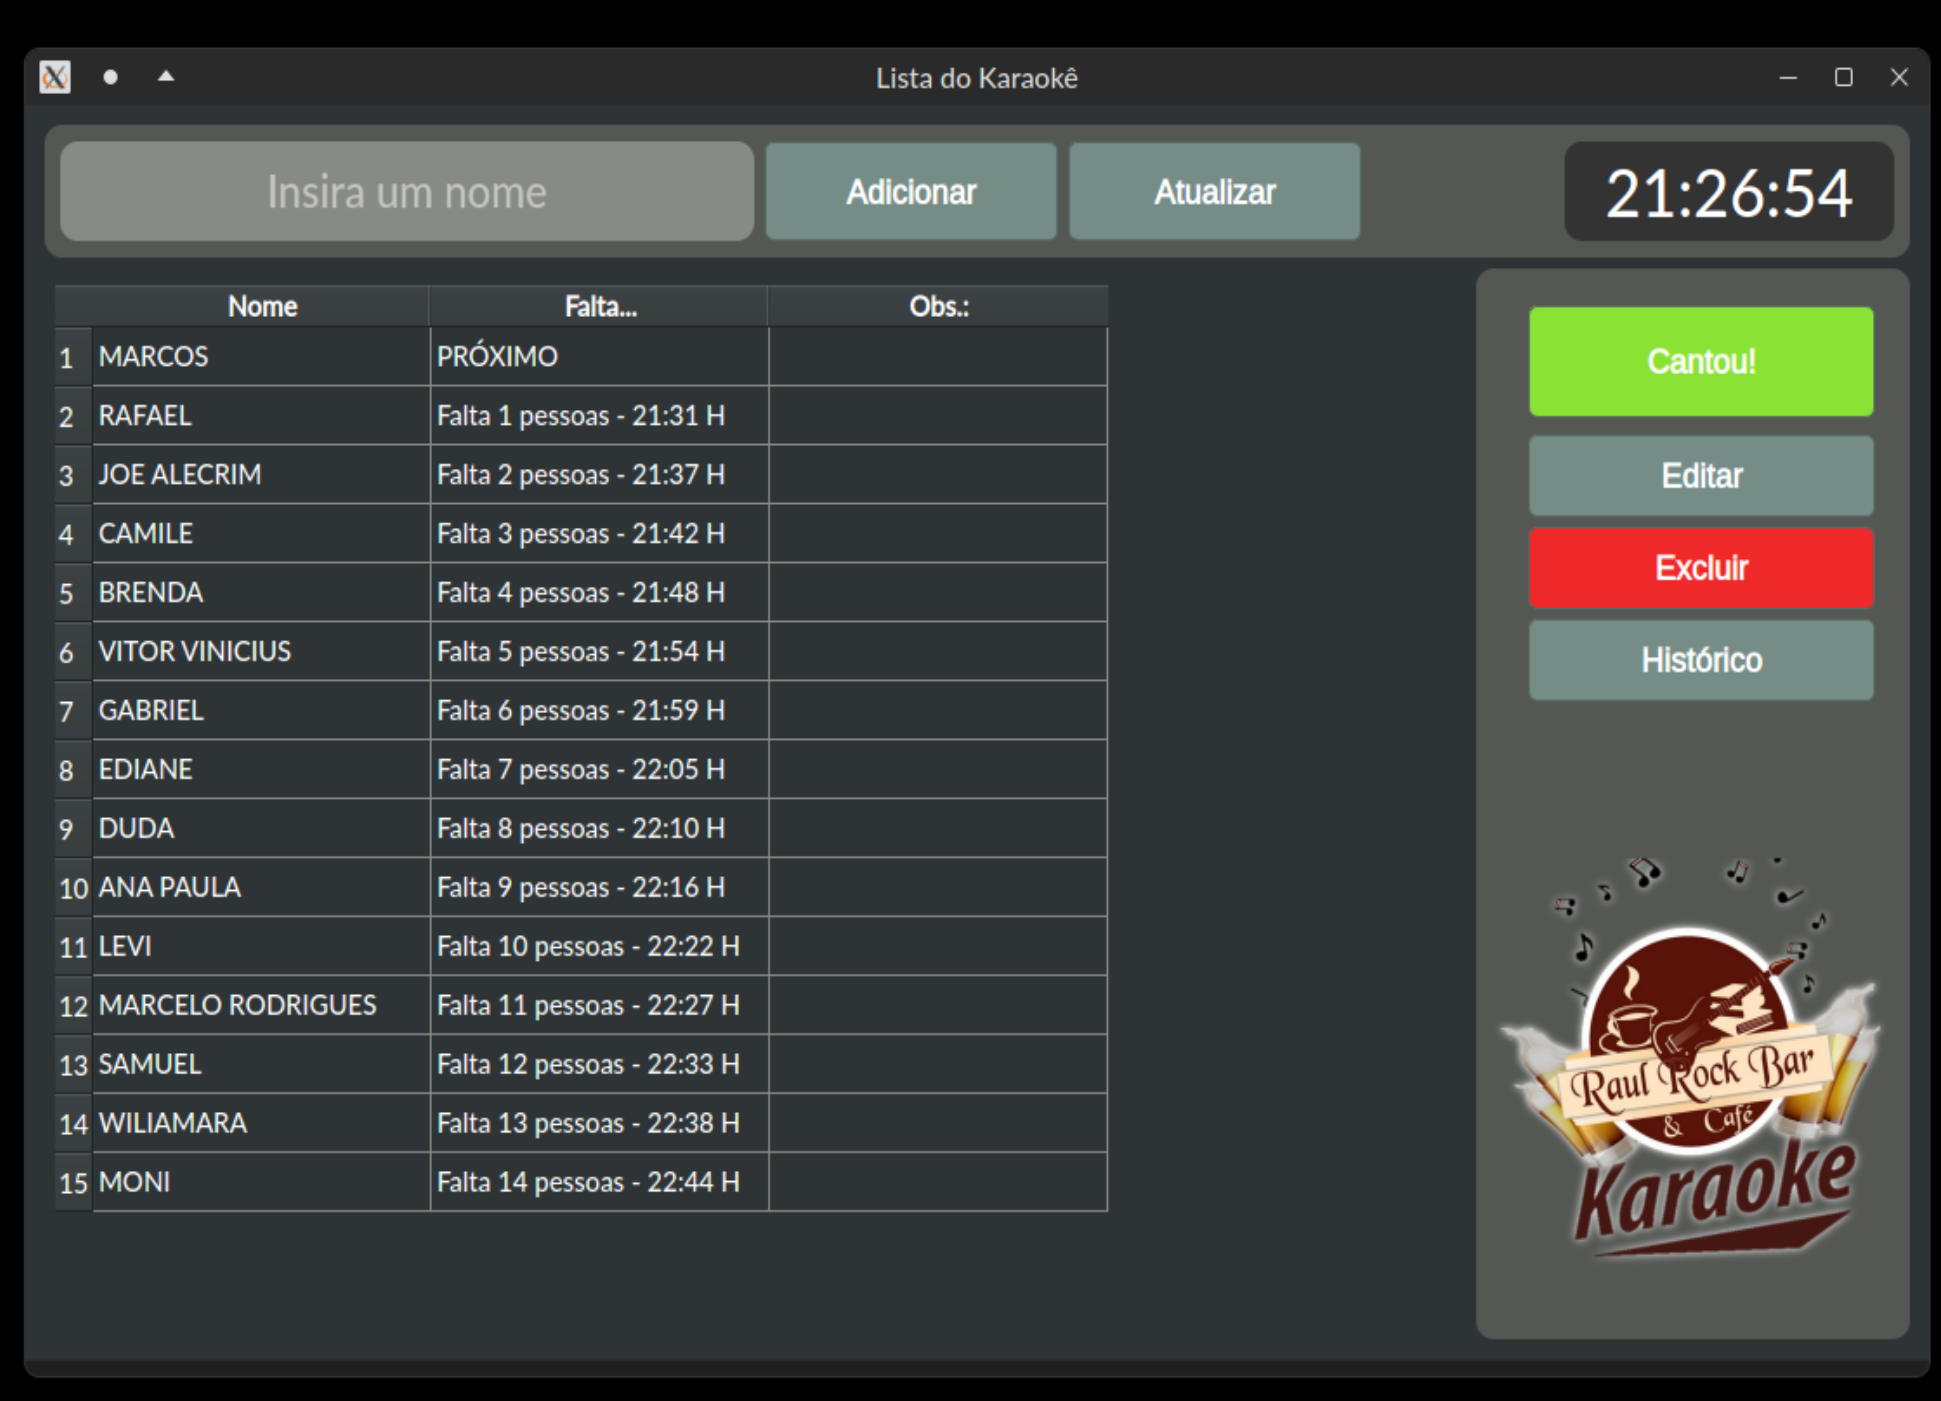 Lista do Karaokê
Insira um nome Adicionar Atualizar 21:26:54
Nome Falta... Obs.:
1 MARCOS PRÓXIMO
2 RAFAEL Falta 1 pessoas - 21:31 H
3 JOE ALECRIM Falta 2 pessoas - 21:37 H
4 CAMILE Falta 3 pessoas - 21:42 H
5 BRENDA Falta 4 pessoas - 21:48 H
6 VITOR VINICIUS Falta 5 pessoas - 21:54 H
7 GABRIEL Falta 6 pessoas - 21:59 H
8 EDIANE Falta 7 pessoas - 22:05 H
9 DUDA Falta 8 pessoas - 22:10 H
10 ANA PAULA Falta 9 pessoas - 22:16 H
11 LEVI Falta 10 pessoas - 22:22 H
12 MARCELO RODRIGUES Falta 11 pessoas - 22:27 H
13 SAMUEL Falta 12 pessoas - 22:33 H
14 WILIAMARA Falta 13 pessoas - 22:38 H
15 MONI Falta 14 pessoas - 22:44 H
Cantou!
Editar
Excluir
Histórico
Raul Rock Bar
& Café
Karaoke